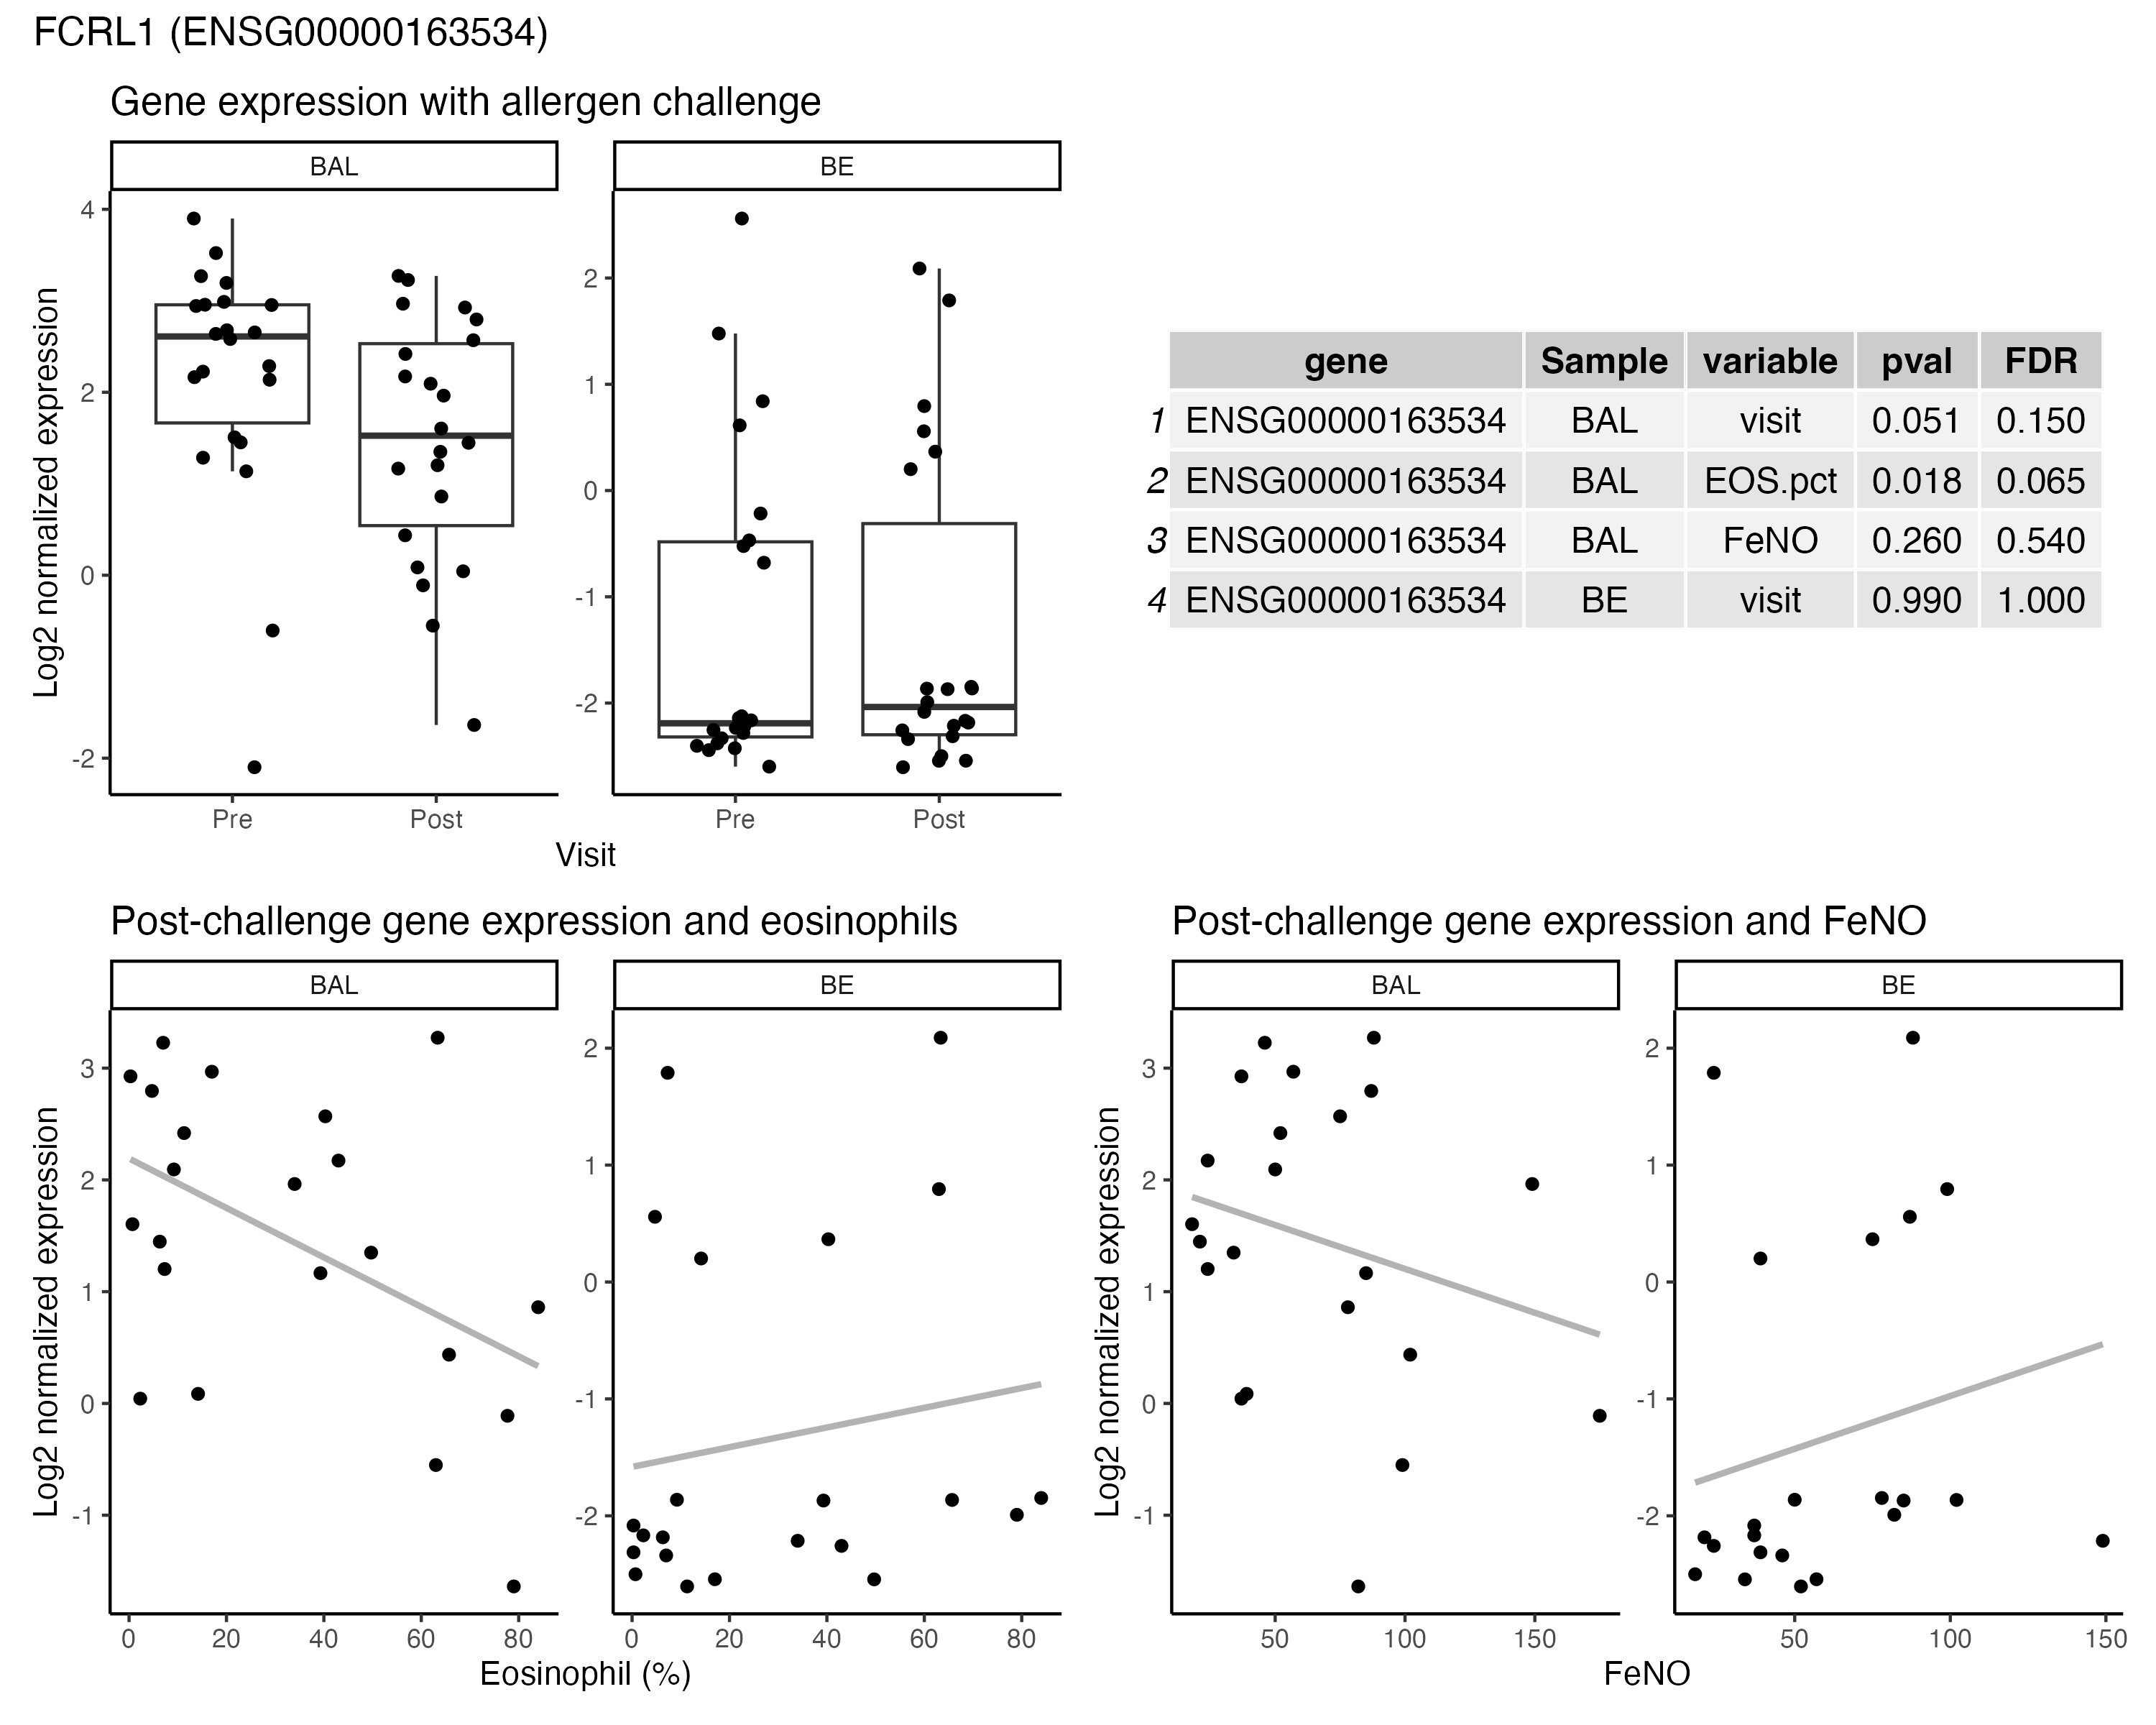 FCRL1 (ENSG00000163534)
Gene expression with allergen challenge
BAL
BE
Log2 normalized expression
4
2
0
-2
2
1
0
-1
-2
Pre
Post
Pre
Post
Visit
gene Sample variable pval FDR
1 ENSG00000163534 BAL visit 0.051 0.150
2 ENSG00000163534 BAL EOS.pct 0.018 0.065
3 ENSG00000163534 BAL FeNO 0.260 0.540
4 ENSG00000163534 BE visit 0.990 1.000
Post-challenge gene expression and eosinophils
BAL
BE
Log2 normalized expression
3
2
1
0
-1
2
1
0
-1
-2
0 20 40 60 80
0 20 40 60 80
Eosinophil (%)
Post-challenge gene expression and FeNO
BAL
BE
Log2 normalized expression
3
2
1
0
-1
2
1
0
-1
-2
50 100 150
50 100 150
FeNO